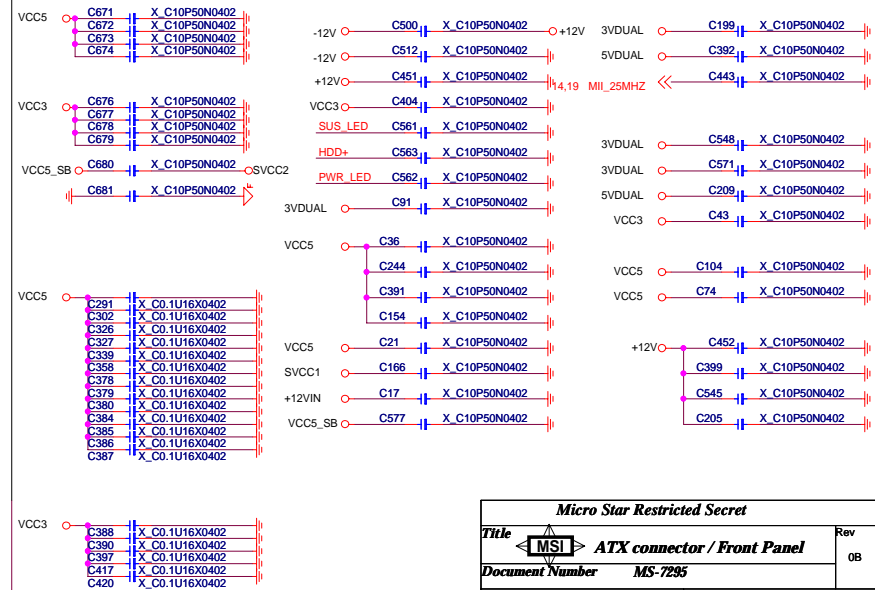 VCC5 C671 X_C10P50N0402
C672 X_C10P50N0402
C673 X_C10P50N0402
C674 X_C10P50N0402
VCC3 C676 X_C10P50N0402
C677 X_C10P50N0402
C678 X_C10P50N0402
C679 X_C10P50N0402
VCC5_SB C680 X_C10P50N0402 SVCC2
C681 X_C10P50N0402
VCC5
C291 X_C0.1U16X0402
C302 X_C0.1U16X0402
C326 X_C0.1U16X0402
C327 X_C0.1U16X0402
C339 X_C0.1U16X0402
C358 X_C0.1U16X0402
C378 X_C0.1U16X0402
C379 X_C0.1U16X0402
C380 X_C0.1U16X0402
C384 X_C0.1U16X0402
C385 X_C0.1U16X0402
C386 X_C0.1U16X0402
C387 X_C0.1U16X0402
VCC3
C388 X_C0.1U16X0402
C390 X_C0.1U16X0402
C397 X_C0.1U16X0402
C417 X_C0.1U16X0402
C420 X_C0.1U16X0402
-12V C500 X_C10P50N0402 +12V
-12V C512 X_C10P50N0402
+12V C451 X_C10P50N0402
VCC3 C404 X_C10P50N0402
SUS_LED C561 X_C10P50N0402
HDD+ C563 X_C10P50N0402
PWR_LED C562 X_C10P50N0402
3VDUAL C91 X_C10P50N0402
VCC5 C36 X_C10P50N0402
C244 X_C10P50N0402
C391 X_C10P50N0402
C154 X_C10P50N0402
VCC5 C21 X_C10P50N0402
SVCC1 C166 X_C10P50N0402
+12VIN C17 X_C10P50N0402
VCC5_SB C577 X_C10P50N0402
3VDUAL C199 X_C10P50N0402
5VDUAL C392 X_C10P50N0402
14,19 MII_25MHZ C443 X_C10P50N0402
3VDUAL C548 X_C10P50N0402
3VDUAL C571 X_C10P50N0402
5VDUAL C209 X_C10P50N0402
VCC3 C43 X_C10P50N0402
VCC5 C104 X_C10P50N0402
VCC5 C74 X_C10P50N0402
+12V C452 X_C10P50N0402
C399 X_C10P50N0402
C545 X_C10P50N0402
C205 X_C10P50N0402
Micro Star Restricted Secret
Title MSI ATX connector / Front Panel Rev
0B
Document Number MS-7295